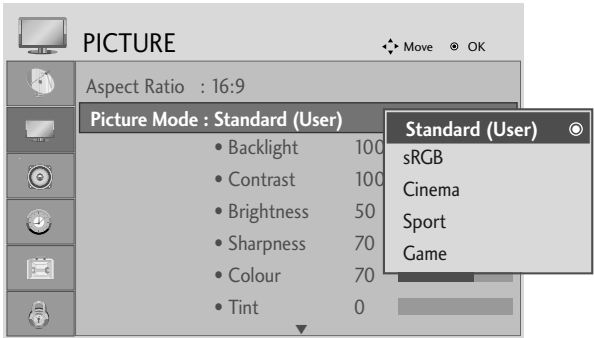 PICTURE Move OK
Aspect Ratio : 16:9
Picture Mode : Standard (User)
• Backlight 100
• Contrast 100
• Brightness 50
• Sharpness 70
• Colour 70
• Tint 0
Standard (User)
sRGB
Cinema
Sport
Game